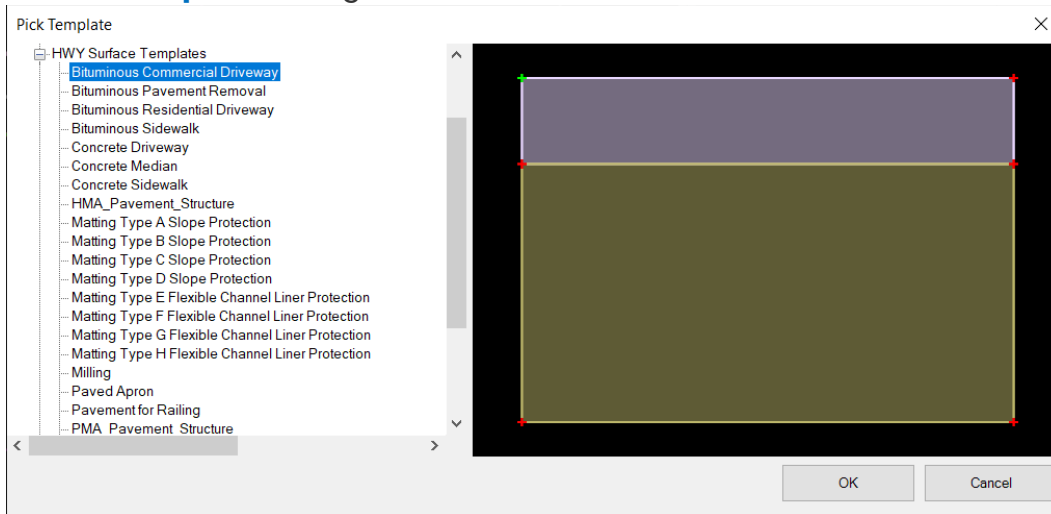 Pick Template
HWY Surface Templates
Bituminous Commercial Driveway
Bituminous Pavement Removal
Bituminous Residential Driveway
Bituminous Sidewalk
Concrete Driveway
Concrete Median
Concrete Sidewalk
HMA_Pavement_Structure
Matting Type A Slope Protection
Matting Type B Slope Protection
Matting Type C Slope Protection
Matting Type D Slope Protection
Matting Type E Flexible Channel Liner Protection
Matting Type F Flexible Channel Liner Protection
Matting Type G Flexible Channel Liner Protection
Matting Type H Flexible Channel Liner Protection
Milling
Paved Apron
Pavement for Railing
PMA_Pavement_Structure
OK
Cancel